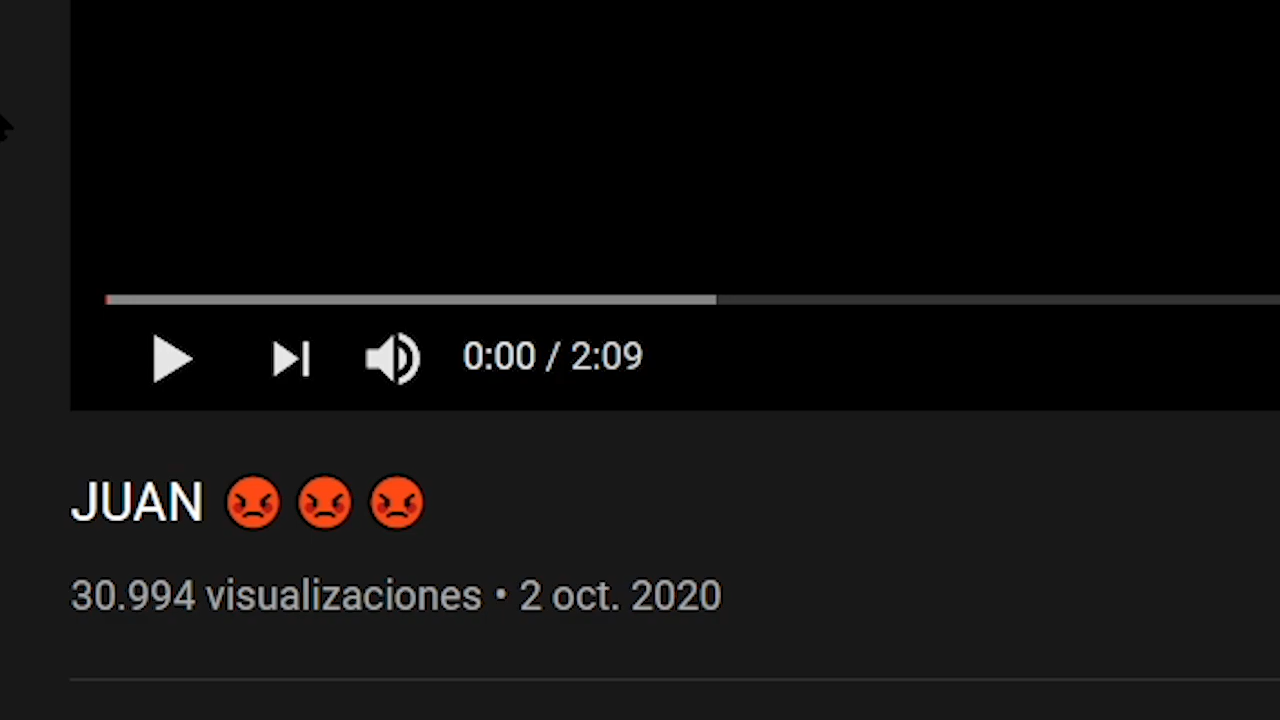 0:00 / 2:09
JUAN 😡 😡 😡
30.994 visualizaciones • 2 oct. 2020